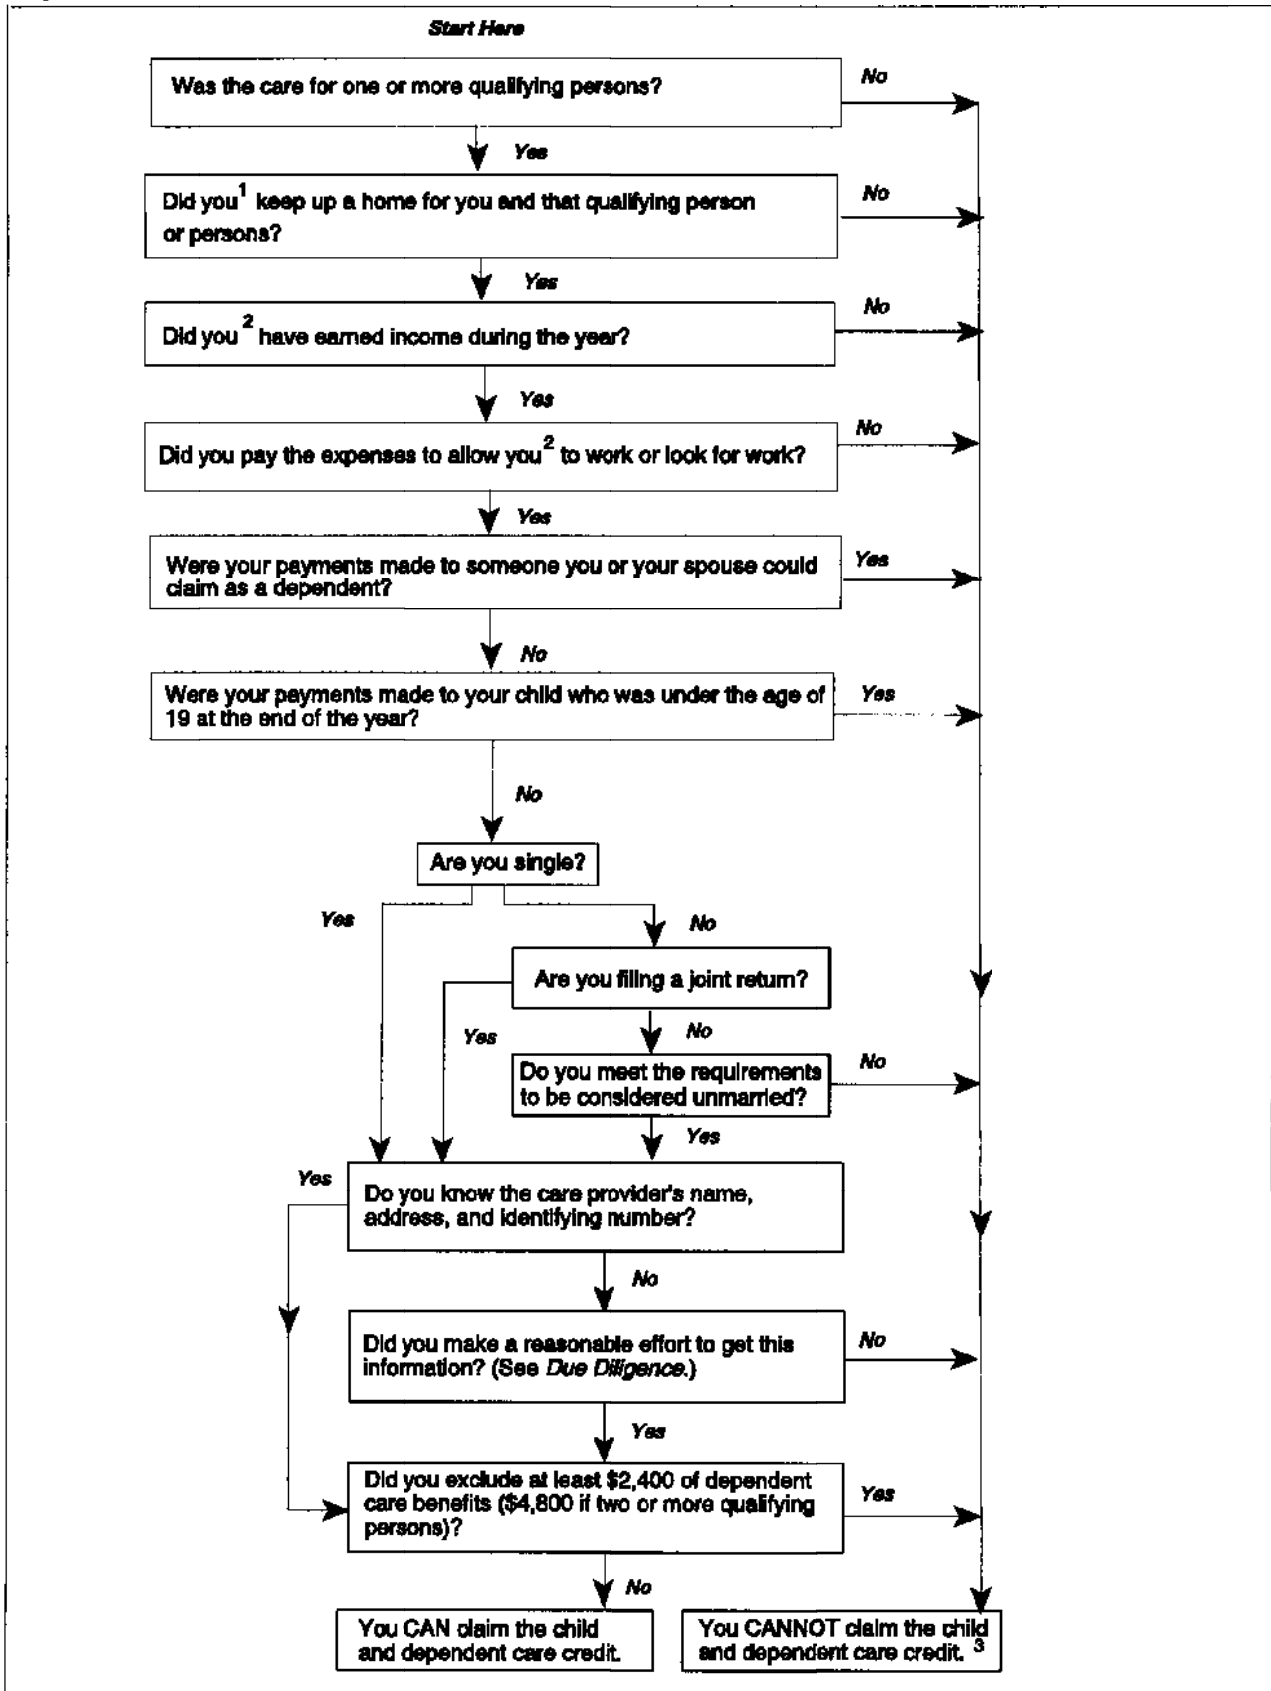 Start Here
Was the care for one or more qualifying persons?
No
Yes
Did you1 keep up a home for you and that qualifying person
or persons?
No
Yes
Did you2 have earned income during the year?
No
Yes
Did you pay the expenses to allow you2 to work or look for work?
No
Yes
Were your payments made to someone you or your spouse could
claim as a dependent?
Yes
No
Were your payments made to your child who was under the age of
19 at the end of the year?
Yes
No
Are you single?
Yes
No
Are you filing a joint return?
Yes
No
Do you meet the requirements
to be considered unmarried?
No
Yes
Yes
Do you know the care provider's name,
address, and identifying number?
No
Did you make a reasonable effort to get this
information? (See Due Diligence.)
No
Yes
Did you exclude at least $2,400 of dependent
care benefits ($4,800 if two or more qualifying
persons)?
Yes
No
You CAN claim the child
and dependent care credit.
You CANNOT claim the child
and dependent care credit. 3